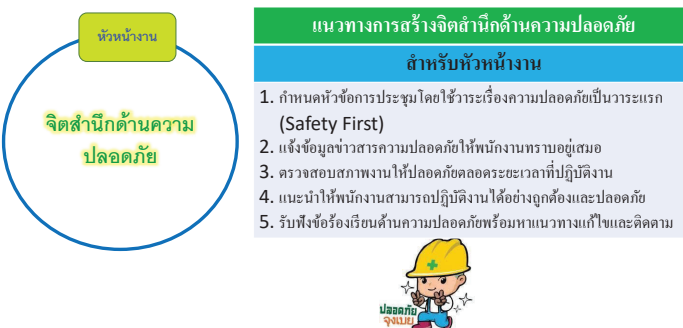 หัวหน้างาน
จิตสำนึกด้านความ
ปลอดภัย
แนวทางการสร้างจิตสำนึกด้านความปลอดภัย
สำหรับหัวหน้างาน
1. กำหนดหัวข้อการประชุมโดยใช้วาระเรื่องความปลอดภัยเป็นวาระแรก
(Safety First)
2. แจ้งข้อมูลข่าวสารความปลอดภัยให้พนักงานทราบอยู่เสมอ
3. ตรวจสอบสภาพงานให้ปลอดภัยตลอดระยะเวลาที่ปฏิบัติงาน
4. แนะนำให้พนักงานสามารถปฏิบัติงานได้อย่างถูกต้องและปลอดภัย
5. รับฟังข้อร้องเรียนด้านความปลอดภัยพร้อมหาแนวทางแก้ไขและติดตาม
ปลอดภัย
จุงเบย